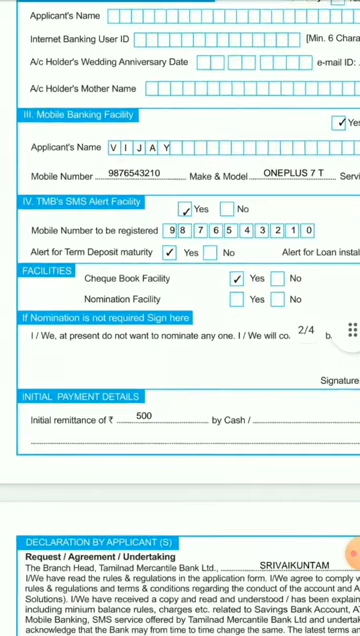 Applicant's Name
Internet Banking User ID [Min. 6 Chara
A/c Holder's Wedding Anniversary Date e-mail ID:
A/c Holder's Mother Name
III. Mobile Banking Facility ✓ Yes
Applicant's Name V I J A Y
Mobile Number 9876543210 Make & Model ONEPLUS 7 T Servi
IV. TMB's SMS Alert Facility ✓ Yes No
Mobile Number to be registered 9 8 7 6 5 4 3 2 1 0
Alert for Term Deposit maturity ✓ Yes No Alert for Loan instal
FACILITIES
Cheque Book Facility ✓ Yes No
Nomination Facility Yes No
If Nomination is not required Sign here
I / We, at present do not want to nominate any one. I / We will co. 2/4 b.
Signature
INITIAL PAYMENT DETAILS
Initial remittance of ₹ 500 by Cash /
DECLARATION BY APPLICANT (S)
Request / Agreement / Undertaking
The Branch Head, Tamilnad Mercantile Bank Ltd., SRIVAIKUNTAM
I/We have read the rules & regulations in the application form. I/We agree to comply w
rules & regulations and terms & conditions regarding the conduct of the account and A
Solutions). I/We have received a copy and read and understood / has been explain
including minium balance rules, charges etc. related to Savings Bank Account, A
Mobile Banking, SMS service offered by Tamilnad Mercantile Bank Ltd and undert
acknowledge that the Bank may from time to time change the same. The latest terms